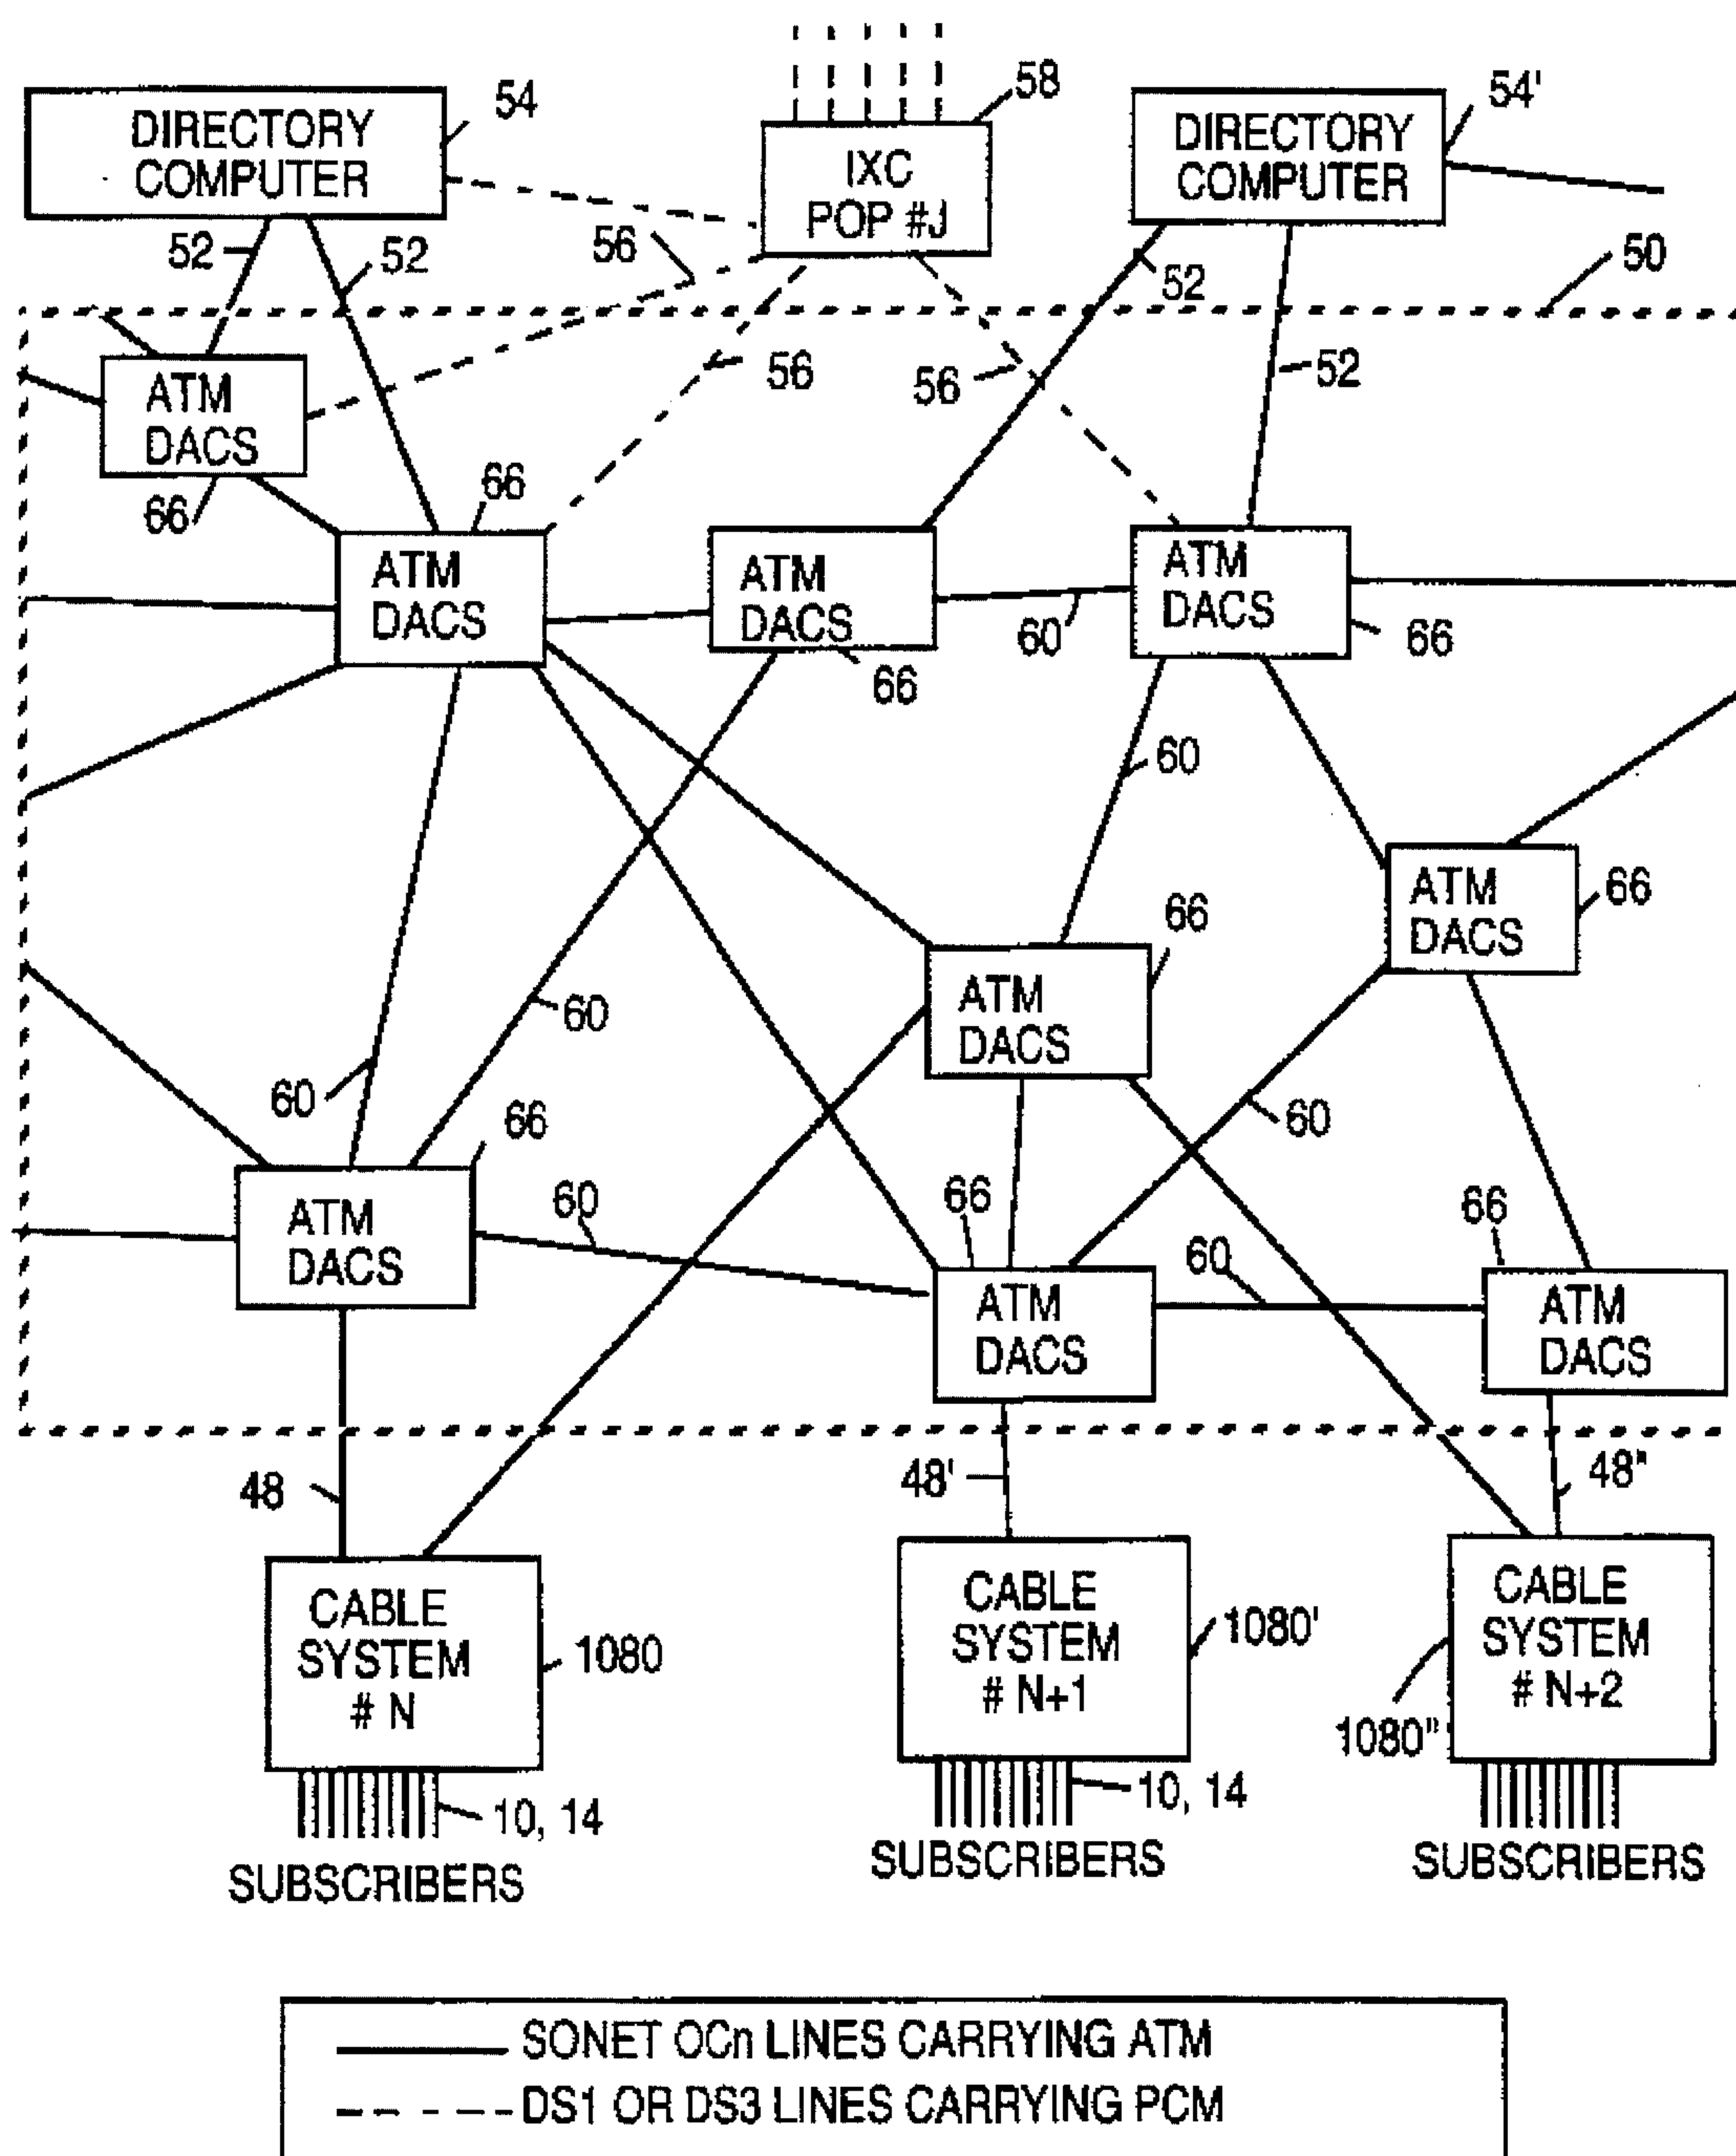 54
58
54'
DIRECTORY
COMPUTER
IXC
POP #J
DIRECTORY
COMPUTER
52
52
56
52
50
ATM
DACS
56
56
52
66
66
ATM
DACS
ATM
DACS
66
60
ATM
DACS
66
60
ATM
DACS
66
66
60
ATM
DACS
60
66
60
ATM
DACS
60
66
ATM
DACS
60
66
ATM
DACS
48
48'
48"
CABLE
SYSTEM
# N
1080
CABLE
SYSTEM
# N+1
1080'
CABLE
SYSTEM
# N+2
1080"
10, 14
SUBSCRIBERS
10, 14
SUBSCRIBERS
SUBSCRIBERS
SONET OCn LINES CARRYING ATM
DS1 OR DS3 LINES CARRYING PCM